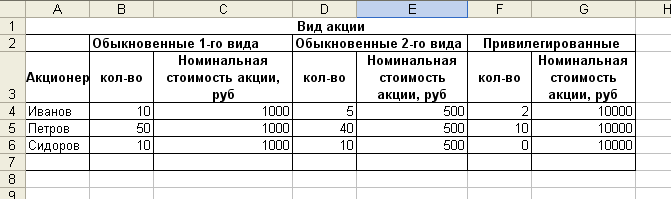 A B C D E F G H
1 Вид акции
2 Обыкновенные 1-го вида Обыкновенные 2-го вида Привилегированные
3 Акционер кол-во Номинальная стоимость акции, руб кол-во Номинальная стоимость акции, руб кол-во Номинальная стоимость акции, руб
4 Иванов 10 1000 5 500 2 10000
5 Петров 50 1000 40 500 10 10000
6 Сидоров 10 1000 10 500 0 10000
7
8
9